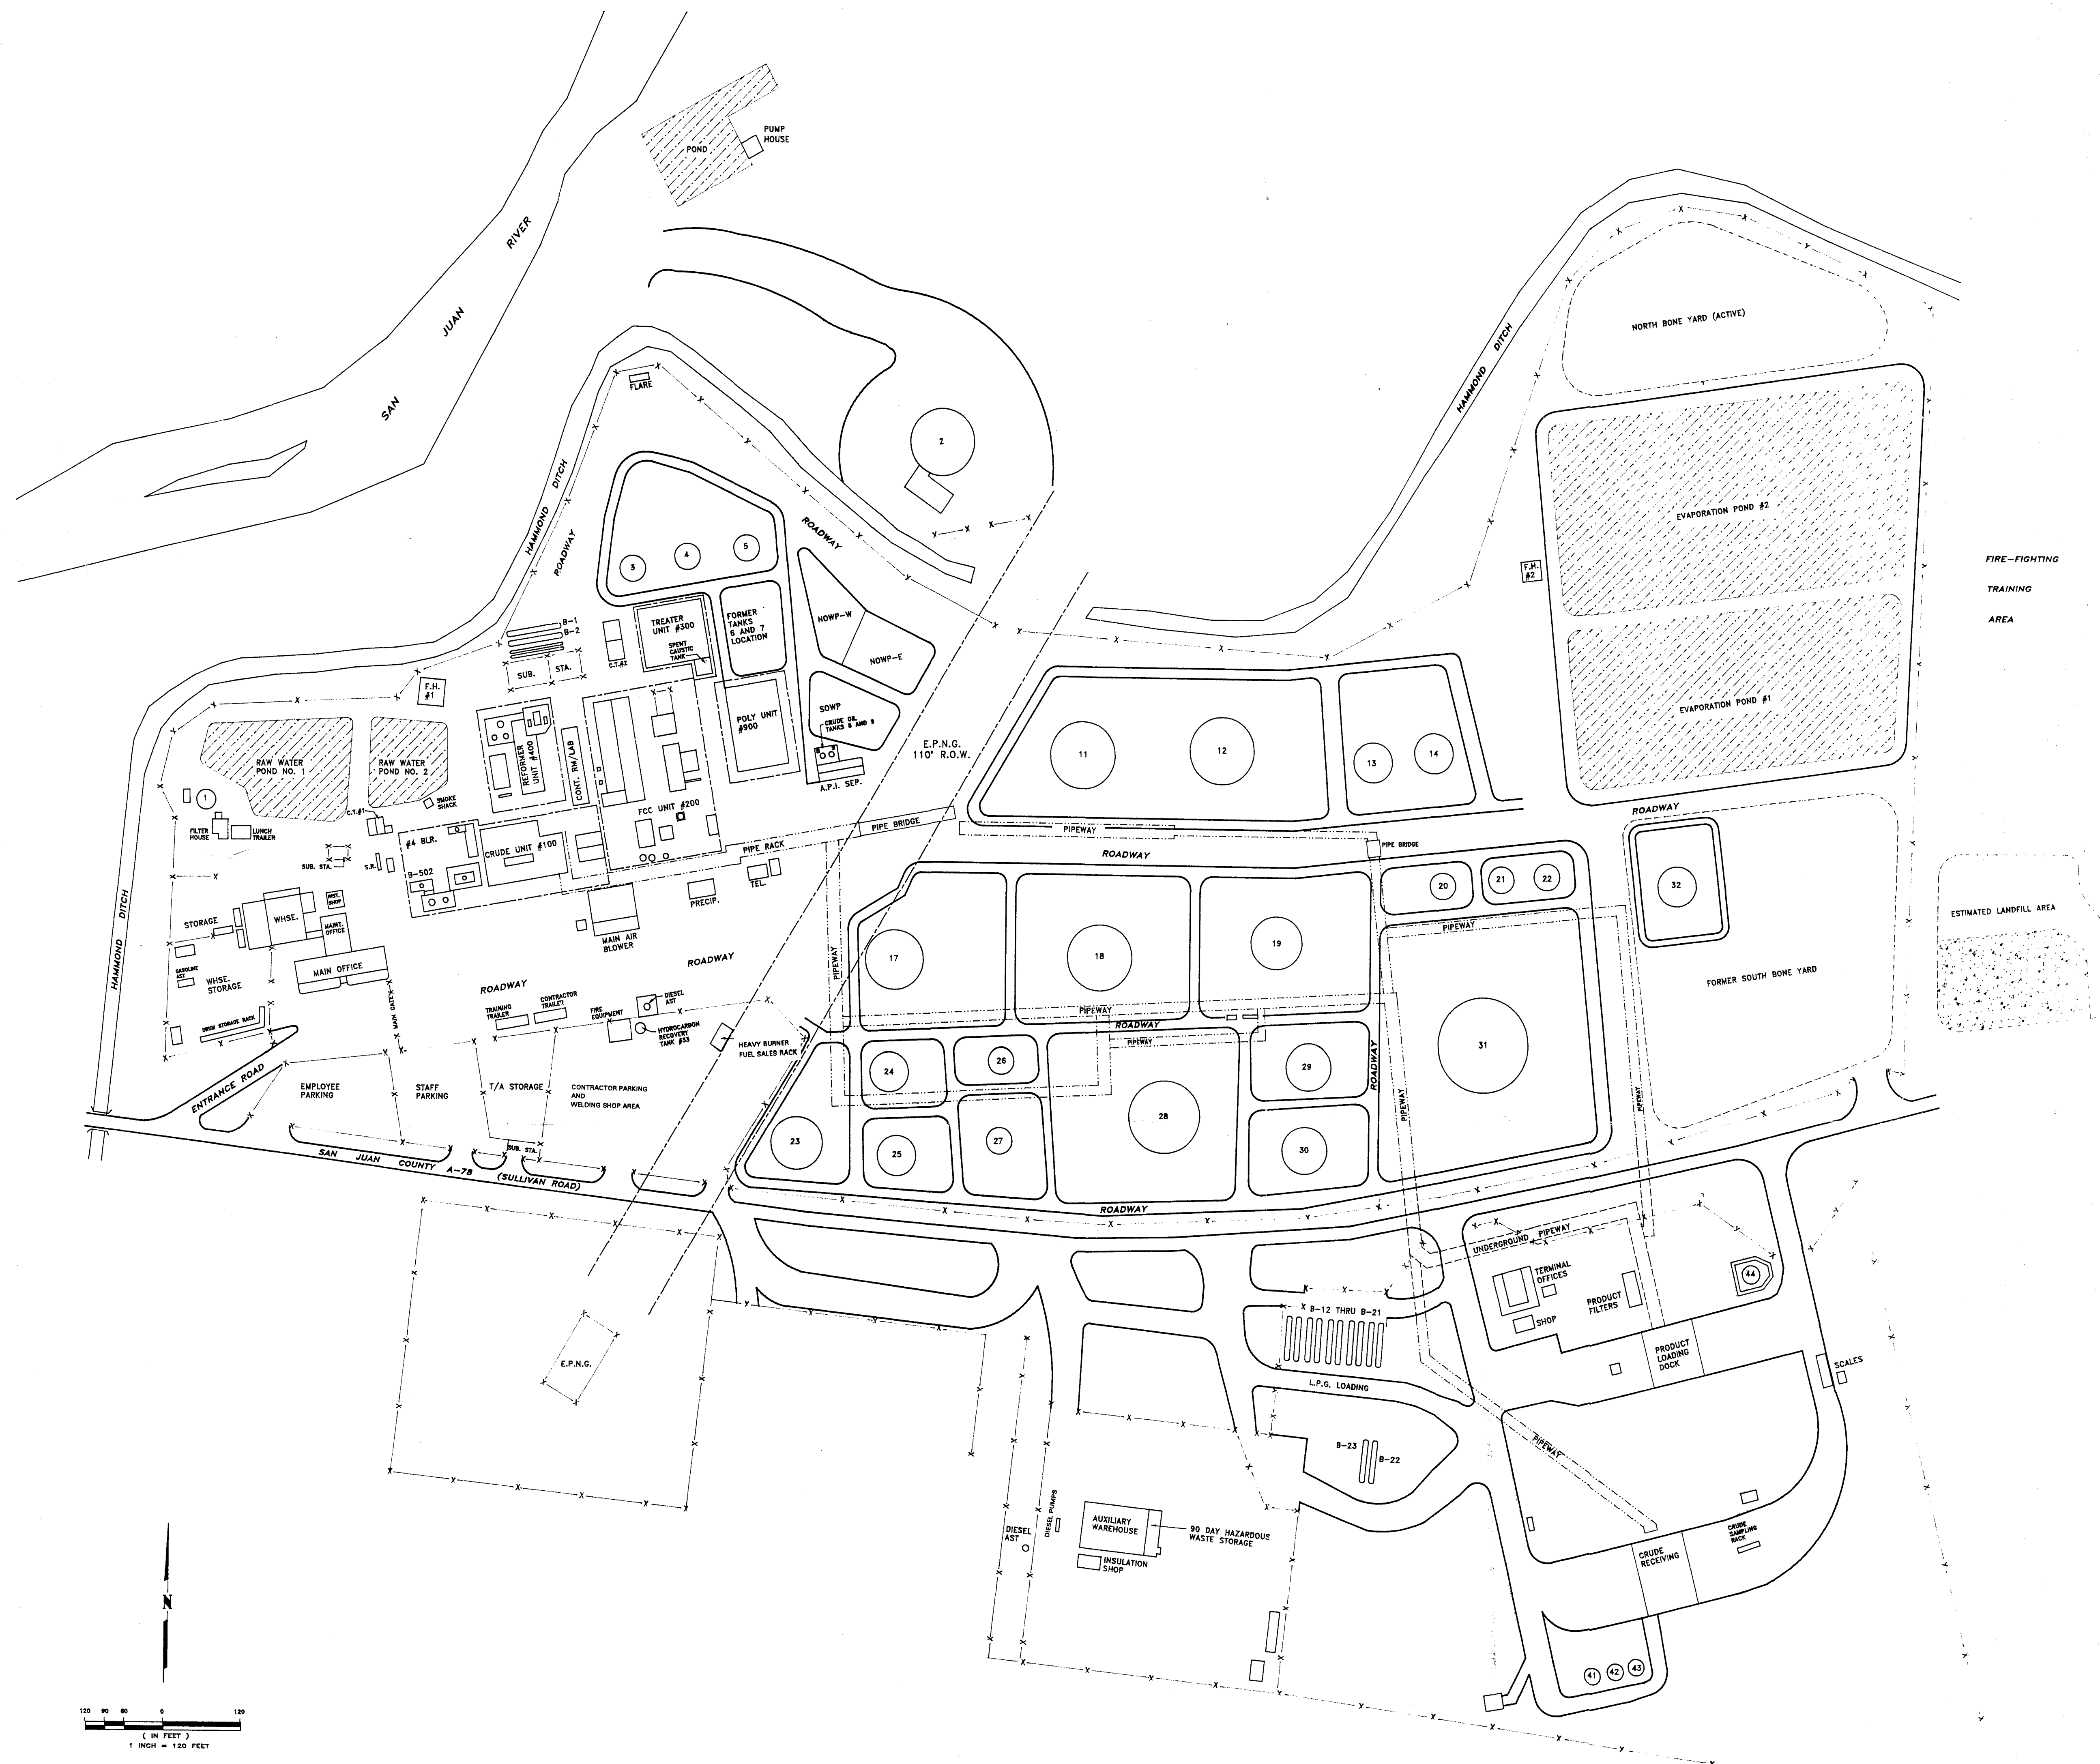 PUMP
HOUSE
POND
SAN JUAN RIVER
HAMMOND DITCH
NORTH BONE YARD (ACTIVE)
FLARE
2
HAMMOND DITCH
ROADWAY
ROADWAY
3
4
5
EVAPORATION POND #2
F.H.
#2
FIRE-FIGHTING
TRAINING
AREA
EVAPORATION POND #1
B-1
B-2
SUB. STA.
C.T.#2
TREATER
UNIT #300
SPENT
CAUSTIC
TANK
FORMER
TANKS
6 AND 7
LOCATION
NOWP-W
NOWP-E
SOWP
CRUDE OIL
TANKS 8 AND 9
A.P.I. SEP.
POLY UNIT
#900
E.P.N.G.
110' R.O.W.
F.H.
#1
RAW WATER
POND NO. 1
RAW WATER
POND NO. 2
REFORMER
UNIT #400
CONT. RM/LAB
FCC UNIT #200
11
12
13
14
1
FILTER
HOUSE
LUNCH
TRAILER
C.T.#1
SMOKE
SHACK
#4 BLR.
CRUDE UNIT #100
PIPE RACK
PIPE BRIDGE
PIPEWAY
PIPE BRIDGE
ROADWAY
ROADWAY
SUB. STA.
S.R.
B-502
TEL.
PRECIP.
MAIN AIR
BLOWER
20
21
22
32
ESTIMATED LANDFILL AREA
STORAGE
WHSE.
INST.
SHOP
MAINT.
OFFICE
MAIN OFFICE
GASOLINE
AST
WHSE.
STORAGE
DRUM STORAGE RACK
MAIN GATE
HAMMOND DITCH
ROADWAY
ROADWAY
PIPEWAY
17
18
19
PIPEWAY
FORMER SOUTH BONE YARD
TRAINING
TRAILER
CONTRACTOR
TRAILER
FIRE
EQUIPMENT
DIESEL
AST
HYDROCARBON
RECOVERY
TANK #33
HEAVY BURNER
FUEL SALES RACK
PIPEWAY
ROADWAY
PIPEWAY
31
24
26
29
ROADWAY
PIPEWAY
PIPEWAY
ENTRANCE ROAD
EMPLOYEE
PARKING
STAFF
PARKING
T/A STORAGE
CONTRACTOR PARKING
AND
WELDING SHOP AREA
23
25
27
28
30
SUB. STA.
SAN JUAN COUNTY A-78 (SULLIVAN ROAD)
ROADWAY
UNDERGROUND PIPEWAY
TERMINAL
OFFICES
PRODUCT
FILTERS
SHOP
44
B-12 THRU B-21
L.P.G. LOADING
PRODUCT
LOADING
DOCK
SCALES
E.P.N.G.
B-23
B-22
PIPEWAY
DIESEL
AST
DIESEL PUMPS
AUXILIARY
WAREHOUSE
90 DAY HAZARDOUS
WASTE STORAGE
INSULATION
SHOP
CRUDE
RECEIVING
CRUDE
SAMPLING
RACK
41
42
43
N
120 90 60 0 120
( IN FEET )
1 INCH = 120 FEET